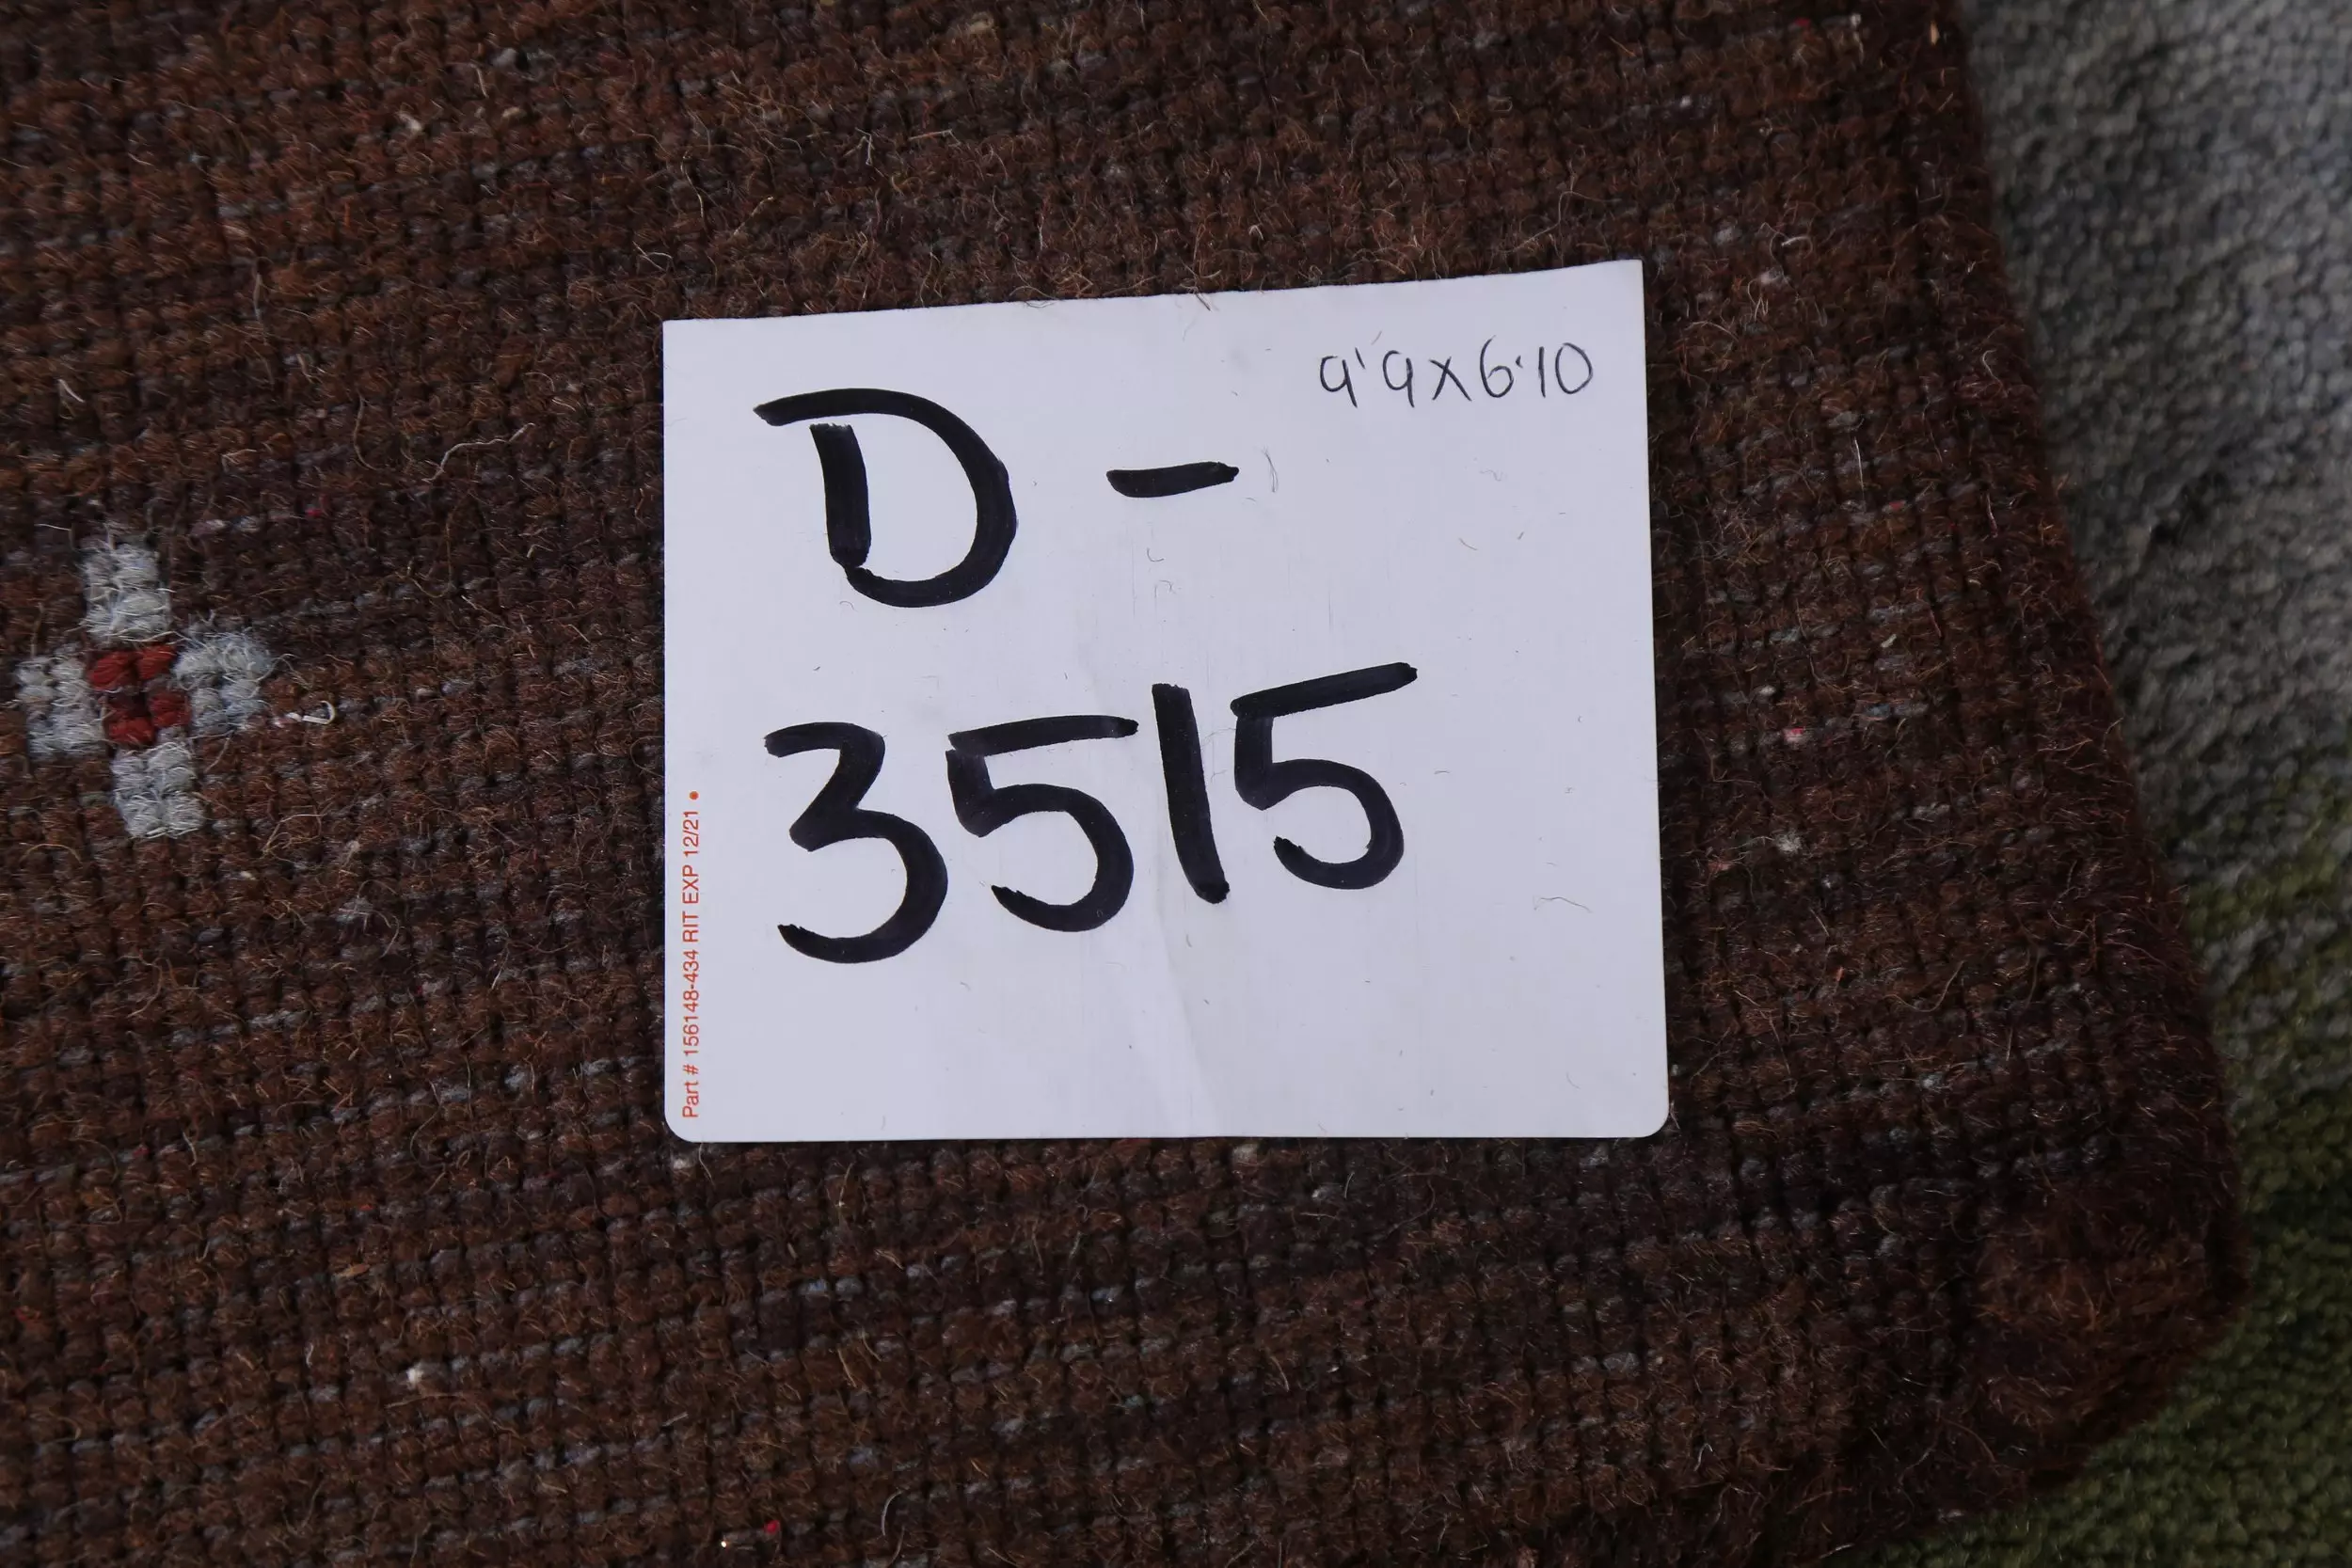 9'9x6'10
D -
3515
Part # 156148-434 RIT EXP 12/21 •